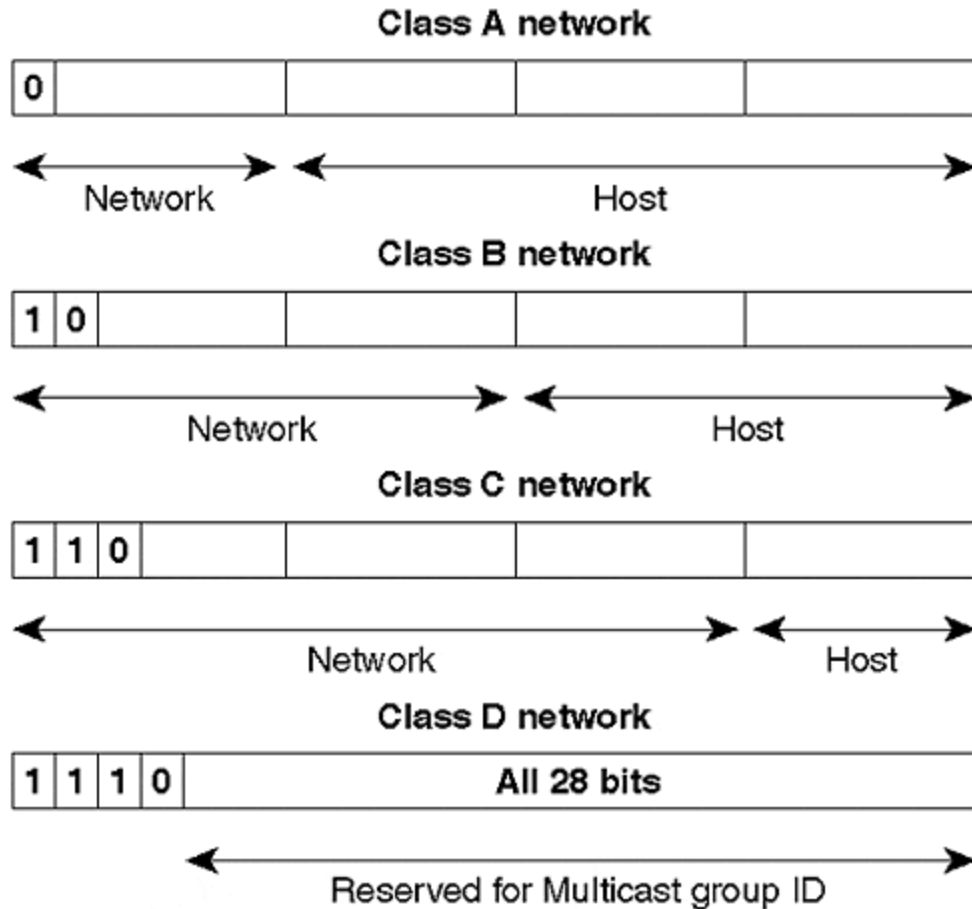 Class A network
0
Network Host
Class B network
1 0
Network Host
Class C network
1 1 0
Network Host
Class D network
1 1 1 0 All 28 bits
Reserved for Multicast group ID